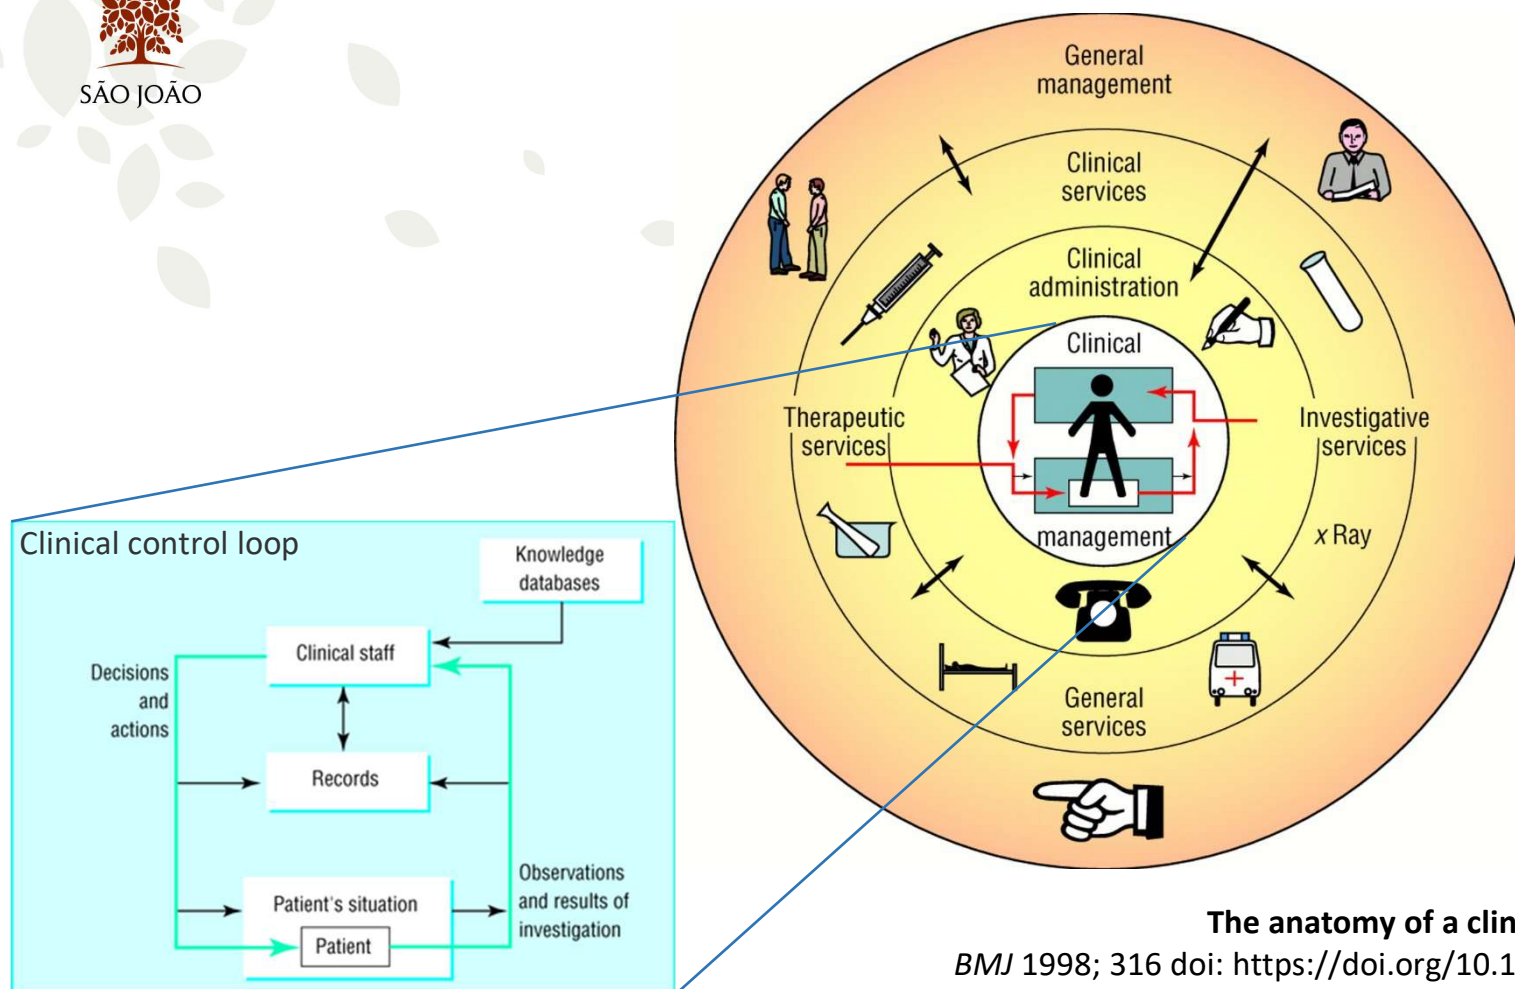 SÃO JOÃO
General
management
Clinical
services
Clinical
administration
Clinical
management
Therapeutic
services
Investigative
services
x Ray
General
services
Clinical control loop
Knowledge
databases
Clinical staff
Decisions
and
actions
Records
Observations
and results of
investigation
Patient's situation
Patient
The anatomy of a clin
BMJ 1998; 316 doi: https://doi.org/10.1